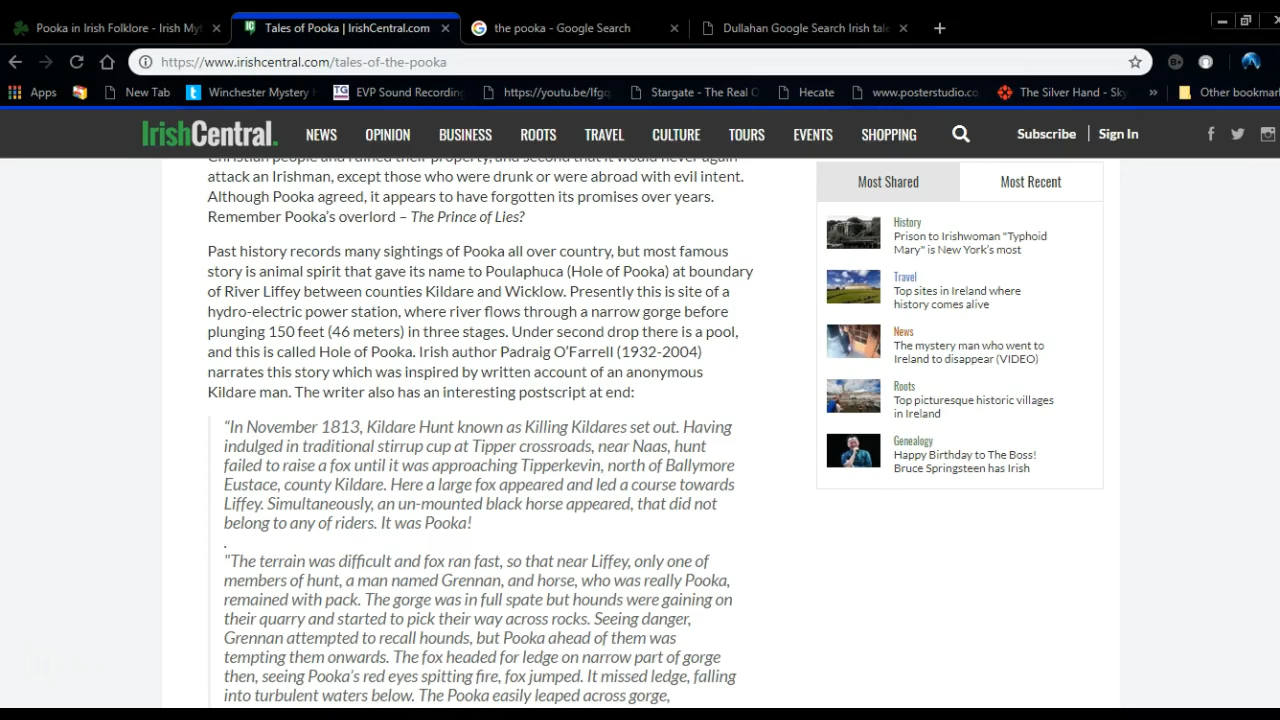 Pooka in Irish Folklore - Irish My
Tales of Pooka | IrishCentral.com
the pooka - Google Search
Dullahan Google Search Irish tale
https://www.irishcentral.com/tales-of-the-pooka
Apps
New Tab
Winchester Mystery
EVP Sound Recording
https://youtu.be/lfgq
Stargate - The Real O
Hecate
www.posterstudio.co
The Silver Hand - Sky
»
Other bookmar
IrishCentral.
NEWS
OPINION
BUSINESS
ROOTS
TRAVEL
CULTURE
TOURS
EVENTS
SHOPPING
Subscribe
Sign In
Christian people and ruined their property, and second that it would never again
attack an Irishman, except those who were drunk or were abroad with evil intent.
Although Pooka agreed, it appears to have forgotten its promises over years.
Remember Pooka's overlord – The Prince of Lies?
Past history records many sightings of Pooka all over country, but most famous
story is animal spirit that gave its name to Poulaphuca (Hole of Pooka) at boundary
of River Liffey between counties Kildare and Wicklow. Presently this is site of a
hydro-electric power station, where river flows through a narrow gorge before
plunging 150 feet (46 meters) in three stages. Under second drop there is a pool,
and this is called Hole of Pooka. Irish author Padraig O'Farrell (1932-2004)
narrates this story which was inspired by written account of an anonymous
Kildare man. The writer also has an interesting postscript at end:
"In November 1813, Kildare Hunt known as Killing Kildares set out. Having
indulged in traditional stirrup cup at Tipper crossroads, near Naas, hunt
failed to raise a fox until it was approaching Tipperkevin, north of Ballymore
Eustace, county Kildare. Here a large fox appeared and led a course towards
Liffey. Simultaneously, an un-mounted black horse appeared, that did not
belong to any of riders. It was Pooka!
.
"The terrain was difficult and fox ran fast, so that near Liffey, only one of
members of hunt, a man named Grennan, and horse, who was really Pooka,
remained with pack. The gorge was in full spate but hounds were gaining on
their quarry and started to pick their way across rocks. Seeing danger,
Grennan attempted to recall hounds, but Pooka ahead of them was
tempting them onwards. The fox headed for ledge on narrow part of gorge
then, seeing Pooka's red eyes spitting fire, fox jumped. It missed ledge, falling
into turbulent waters below. The Pooka easily leaped across gorge,
Most Shared
Most Recent
History
Prison to Irishwoman "Typhoid
Mary" is New York's most
Travel
Top sites in Ireland where
history comes alive
News
The mystery man who went to
Ireland to disappear (VIDEO)
Roots
Top picturesque historic villages
in Ireland
Genealogy
Happy Birthday to The Boss!
Bruce Springsteen has Irish